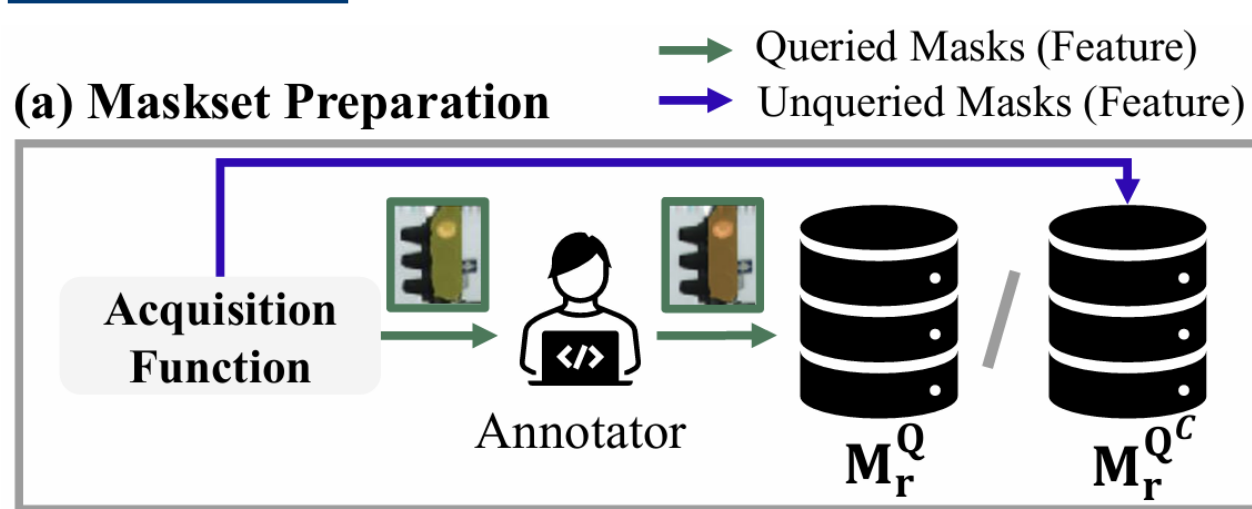 Queried Masks (Feature)
(a) Maskset Preparation
Unqueried Masks (Feature)
Acquisition
Function
</>
Annotator
M_r^Q
/
M_r^{Q^C}